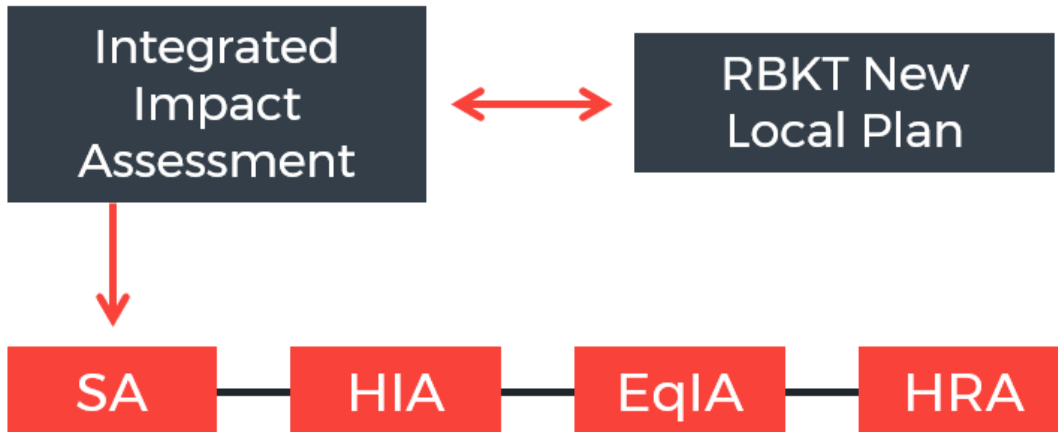 Integrated
Impact
Assessment
RBKT New
Local Plan
SA
HIA
EqIA
HRA